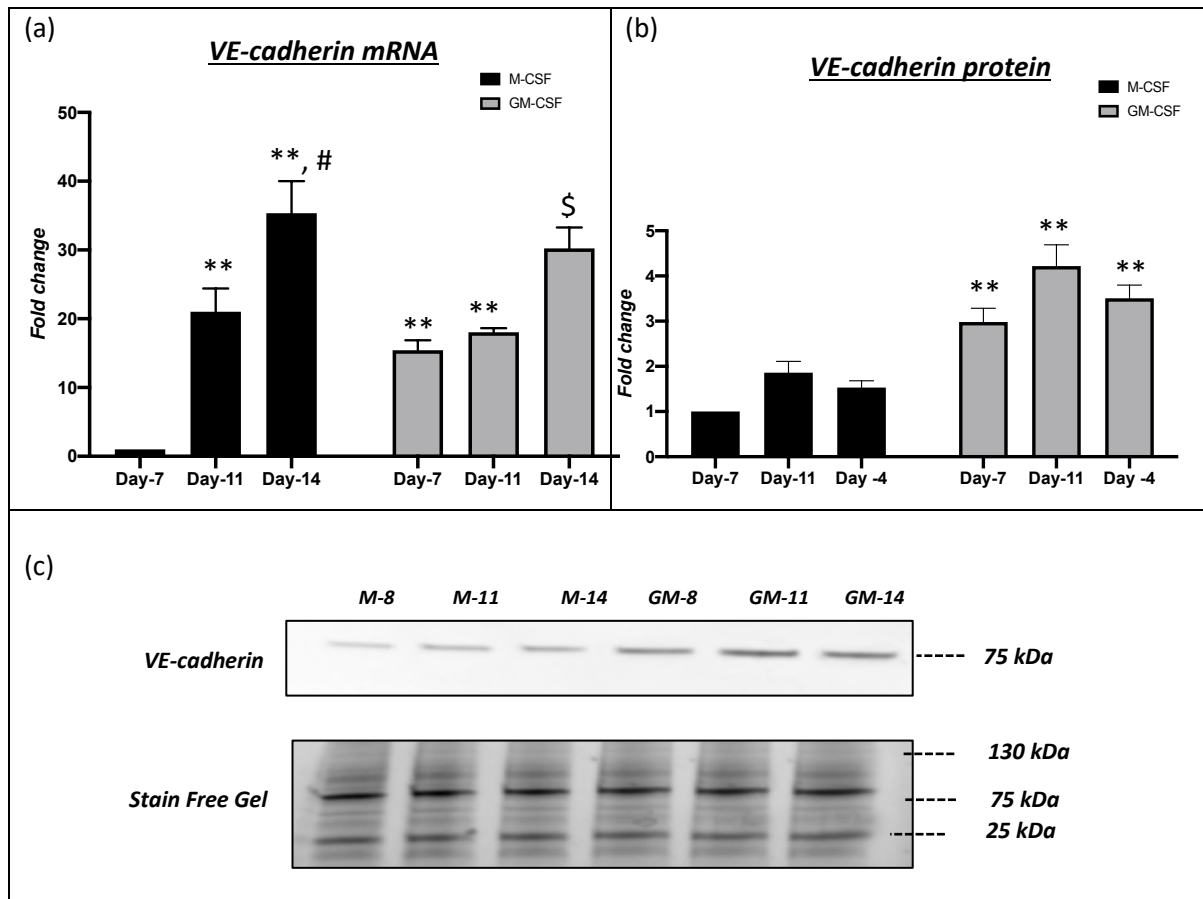 (a)
VE-cadherin mRNA
M-CSF
GM-CSF
50
40
30
20
10
0
Fold change
**
**, #
**
**
$
Day-7 Day-11 Day-14 Day-7 Day-11 Day-14
(b)
VE-cadherin protein
M-CSF
GM-CSF
5
4
3
2
1
0
Fold change
**
**
**
Day-7 Day-11 Day -4 Day-7 Day-11 Day -4
(c)
M-8 M-11 M-14 GM-8 GM-11 GM-14
VE-cadherin
75 kDa
130 kDa
Stain Free Gel
75 kDa
25 kDa